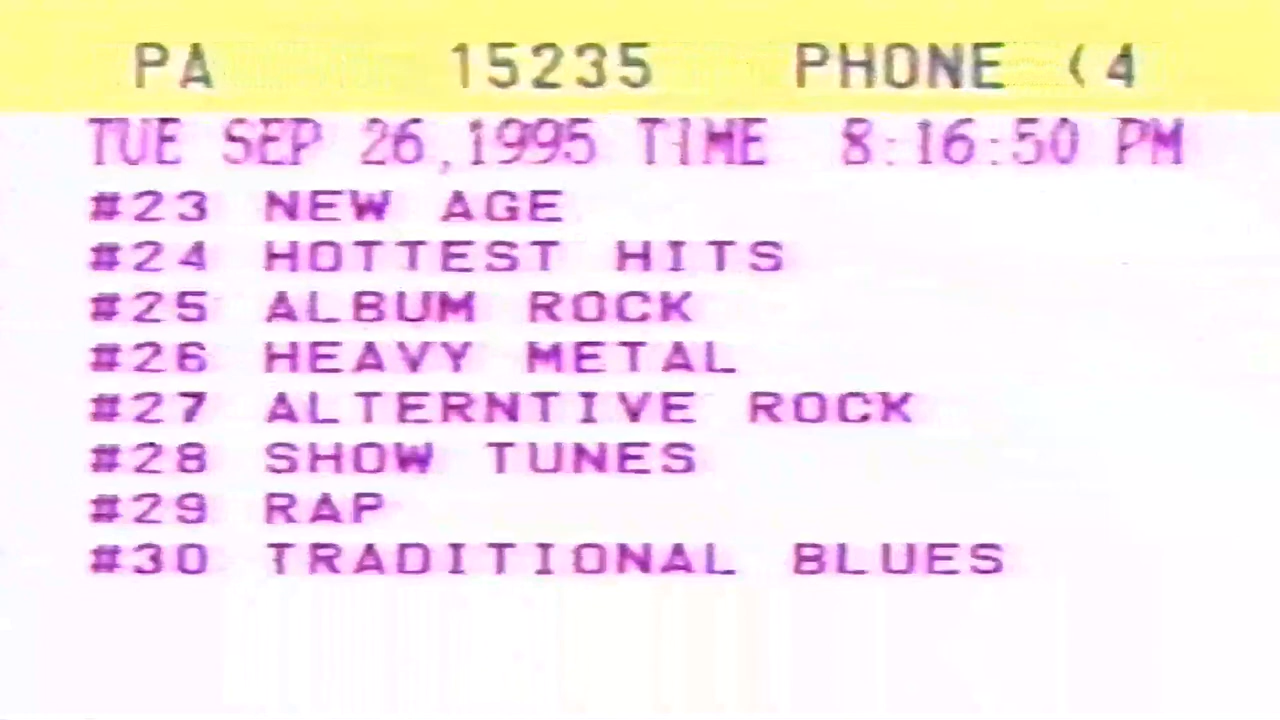 PA 15235 PHONE (4
TUE SEP 26,1995 TIME 8:16:50 PM
#23 NEW AGE
#24 HOTTEST HITS
#25 ALBUM ROCK
#26 HEAVY METAL
#27 ALTERNTIVE ROCK
#28 SHOW TUNES
#29 RAP
#30 TRADITIONAL BLUES